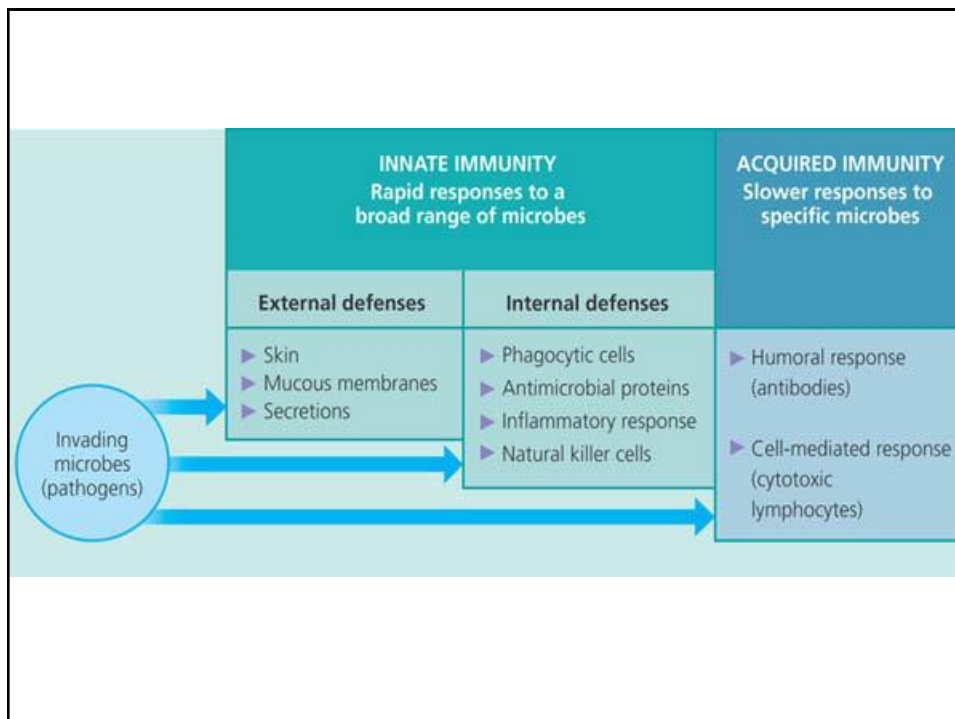 INNATE IMMUNITY
Rapid responses to a
broad range of microbes
ACQUIRED IMMUNITY
Slower responses to
specific microbes
External defenses
Internal defenses
▶ Skin
▶ Mucous membranes
▶ Secretions
▶ Phagocytic cells
▶ Antimicrobial proteins
▶ Inflammatory response
▶ Natural killer cells
▶ Humoral response
(antibodies)
▶ Cell-mediated response
(cytotoxic
lymphocytes)
Invading
microbes
(pathogens)